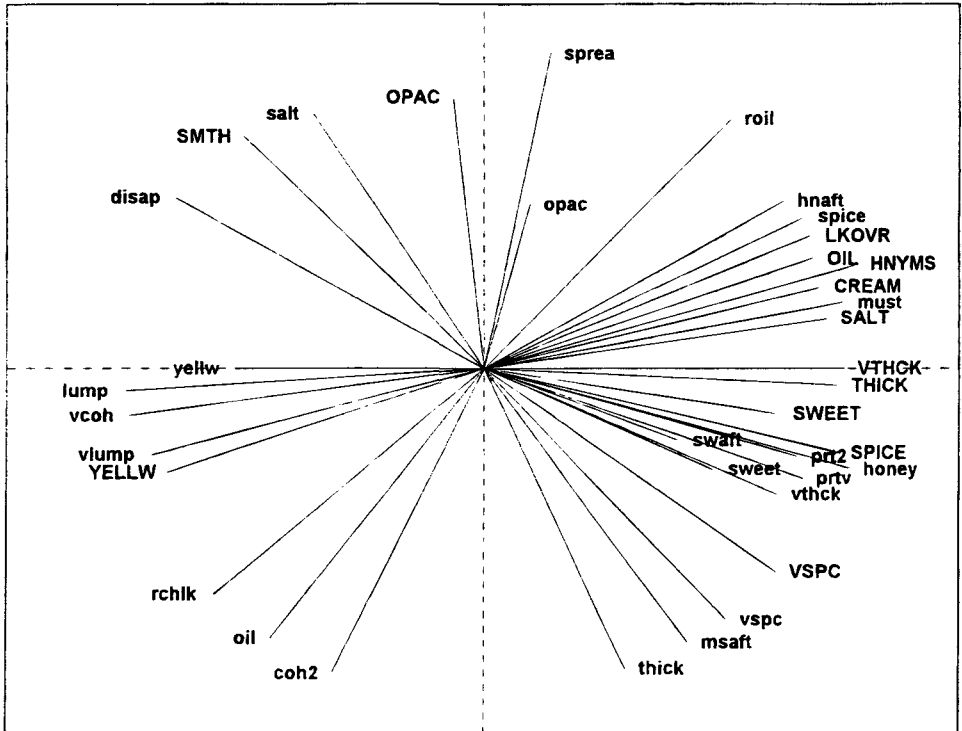 sprea
OPAC
salt
roil
SMTH
disap
opac
hnaft
spice
LKOVR
OIL
HNYMS
CREAM
must
SALT
yellw
VTHCK
THICK
lump
vcoh
SWEET
swaft
vlump
prt2
SPICE
YELLW
sweet
honey
prtv
vthck
VSPC
rchlk
vspc
oil
msaft
coh2
thick